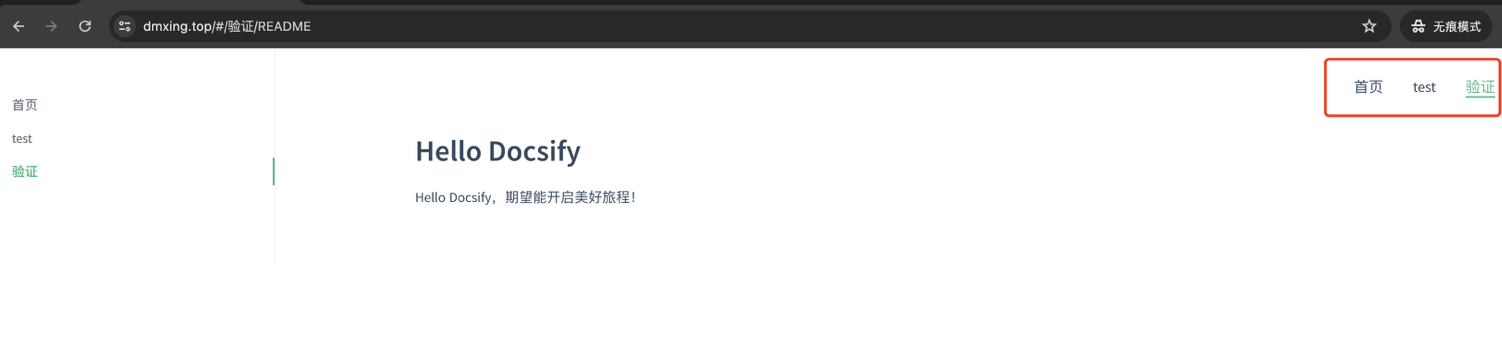 dmxing.top/#/验证/README
无痕模式
首页 test 验证
首页
test
验证
Hello Docsify
Hello Docsify，期望能开启美好旅程！